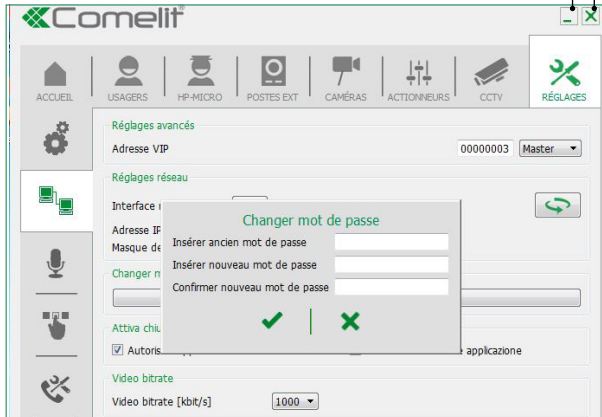 Comelit
ACCUEIL USAGERS HP-MICRO POSTES EXT CAMÉRAS ACTIONNEURS CCTV RÉGLAGES
Réglages avancés
Adresse VIP 00000003 Master
Réglages réseau
Interface
Adresse IP
Masque de
Changer mot de passe
Insérer ancien mot de passe
Insérer nouveau mot de passe
Confirmer nouveau mot de passe
Changer
Attiva
applicazione
Video bitrate
Video bitrate [kbit/s] 1000